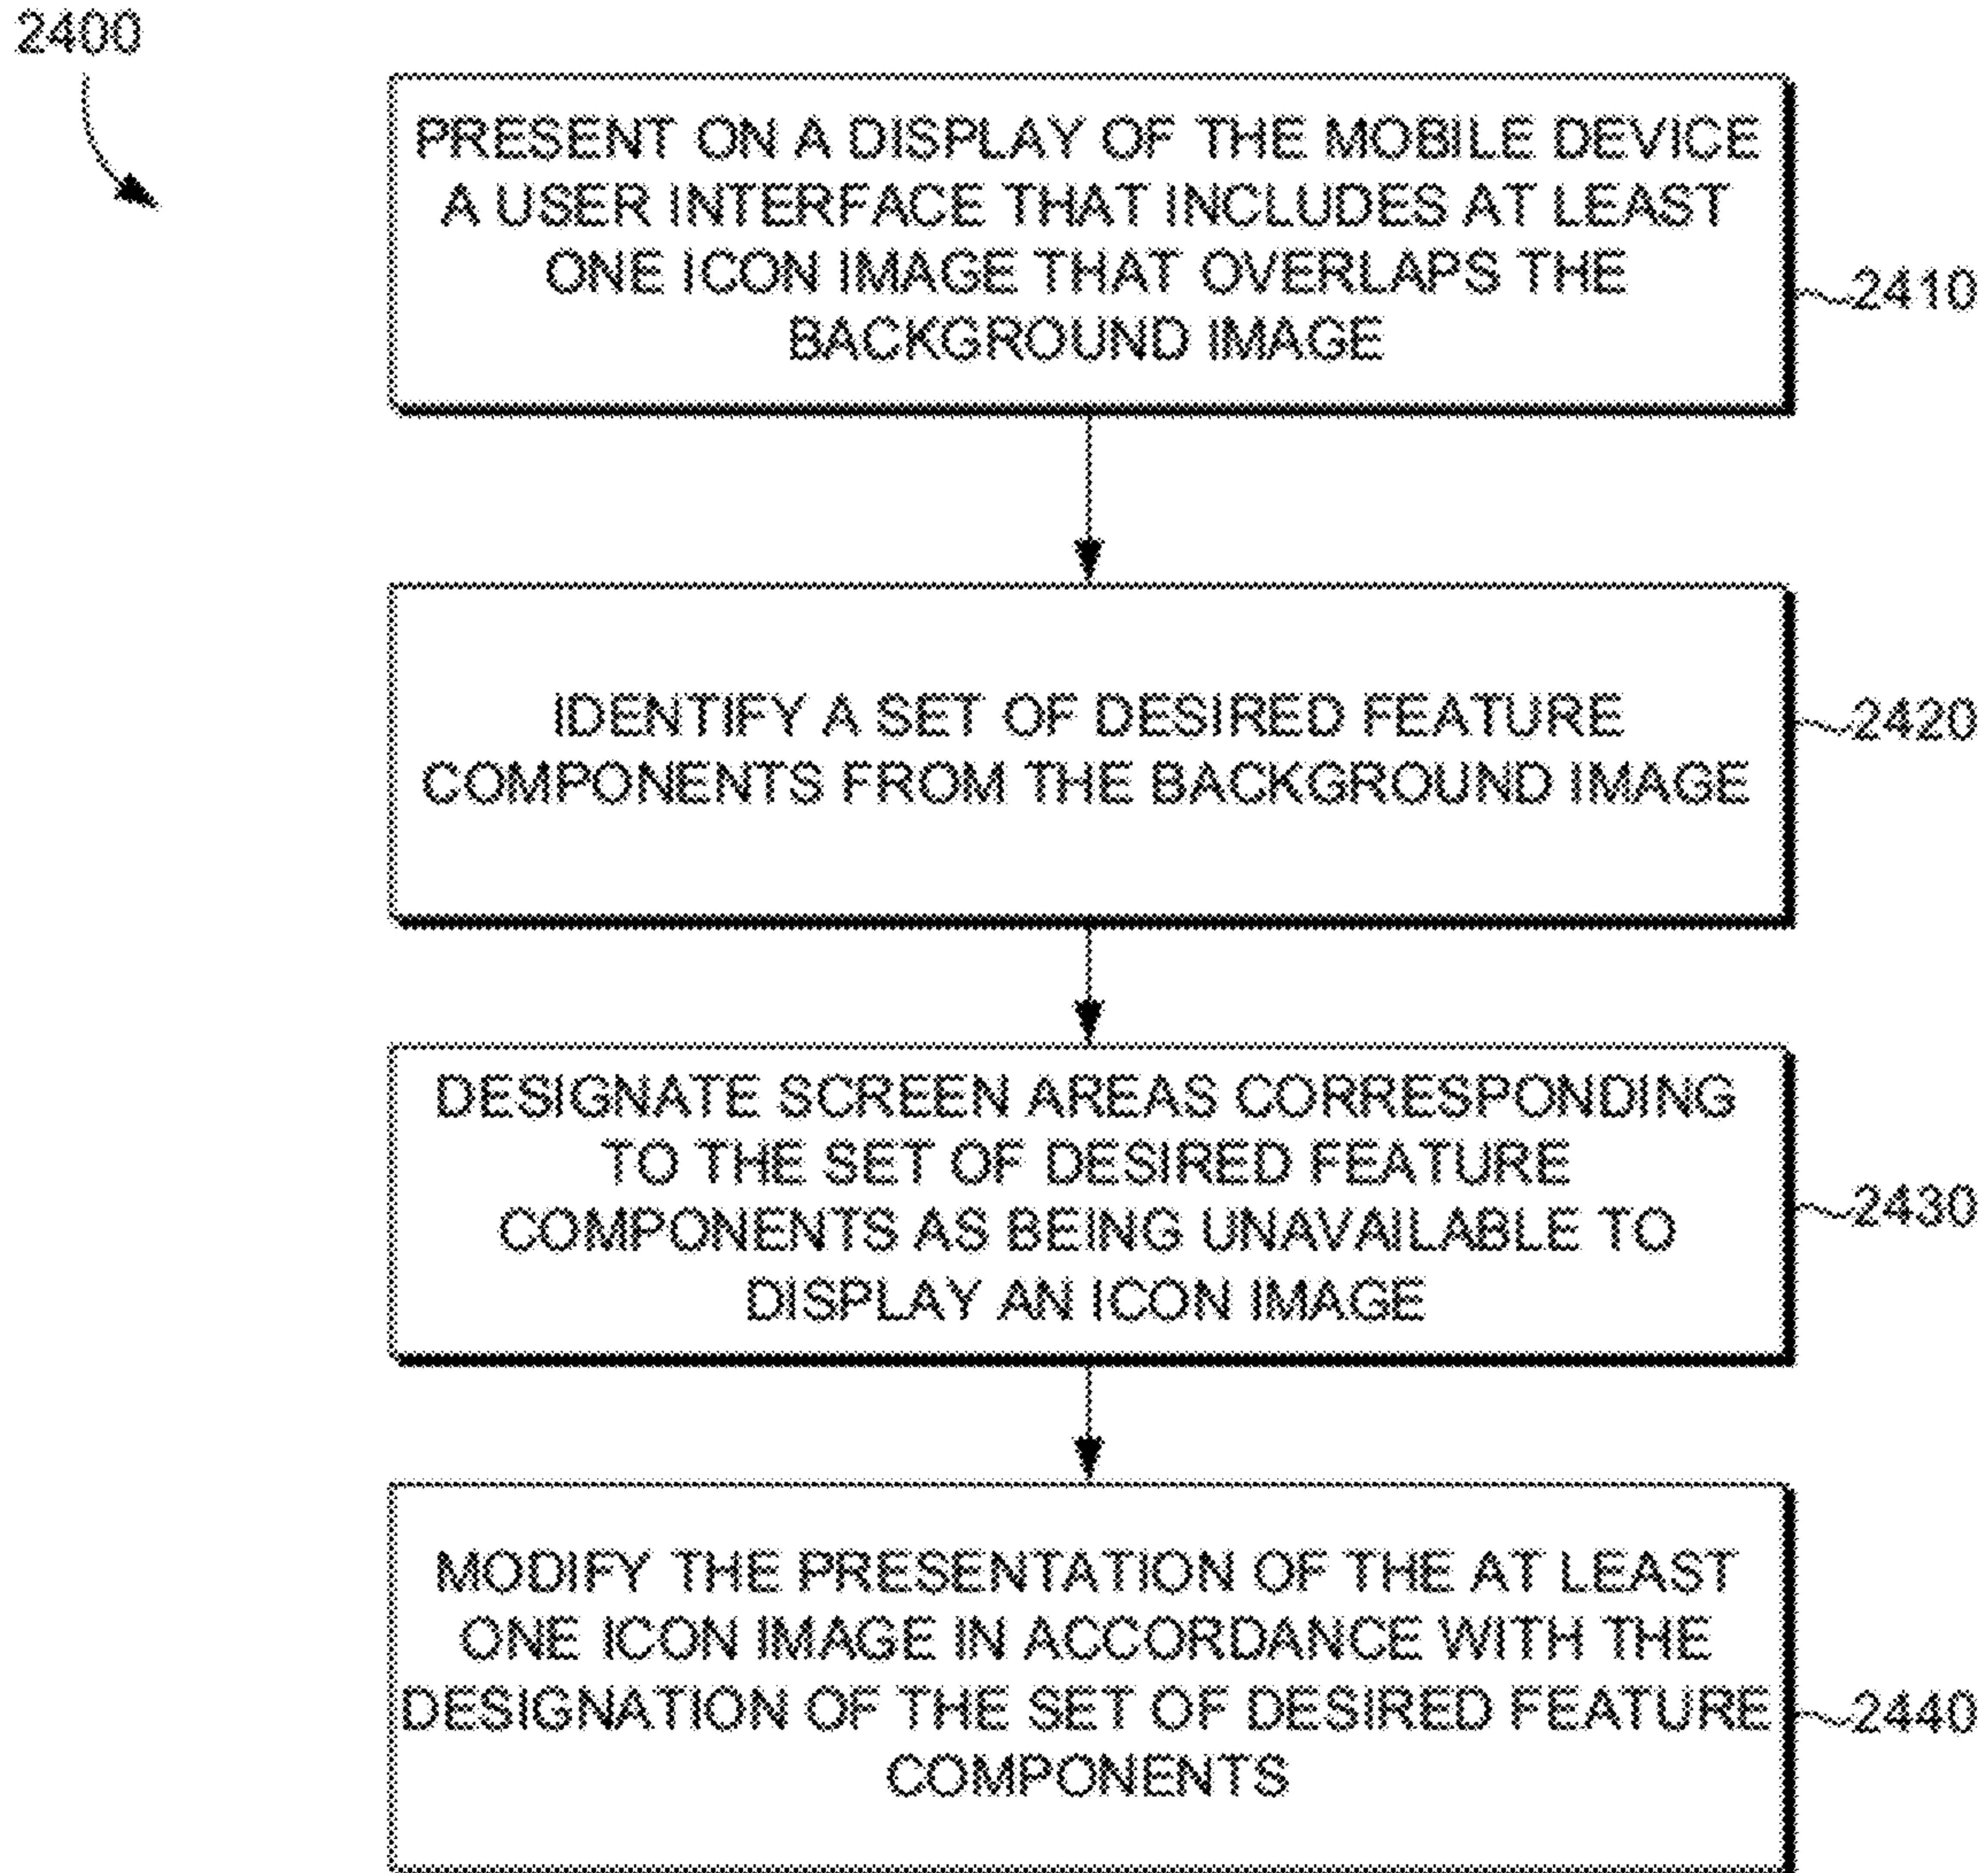 2400
PRESENT ON A DISPLAY OF THE MOBILE DEVICE
A USER INTERFACE THAT INCLUDES AT LEAST
ONE ICON IMAGE THAT OVERLAPS THE
BACKGROUND IMAGE
2410
IDENTIFY A SET OF DESIRED FEATURE
COMPONENTS FROM THE BACKGROUND IMAGE
2420
DESIGNATE SCREEN AREAS CORRESPONDING
TO THE SET OF DESIRED FEATURE
COMPONENTS AS BEING UNAVAILABLE TO
DISPLAY AN ICON IMAGE
2430
MODIFY THE PRESENTATION OF THE AT LEAST
ONE ICON IMAGE IN ACCORDANCE WITH THE
DESIGNATION OF THE SET OF DESIRED FEATURE
COMPONENTS
2440